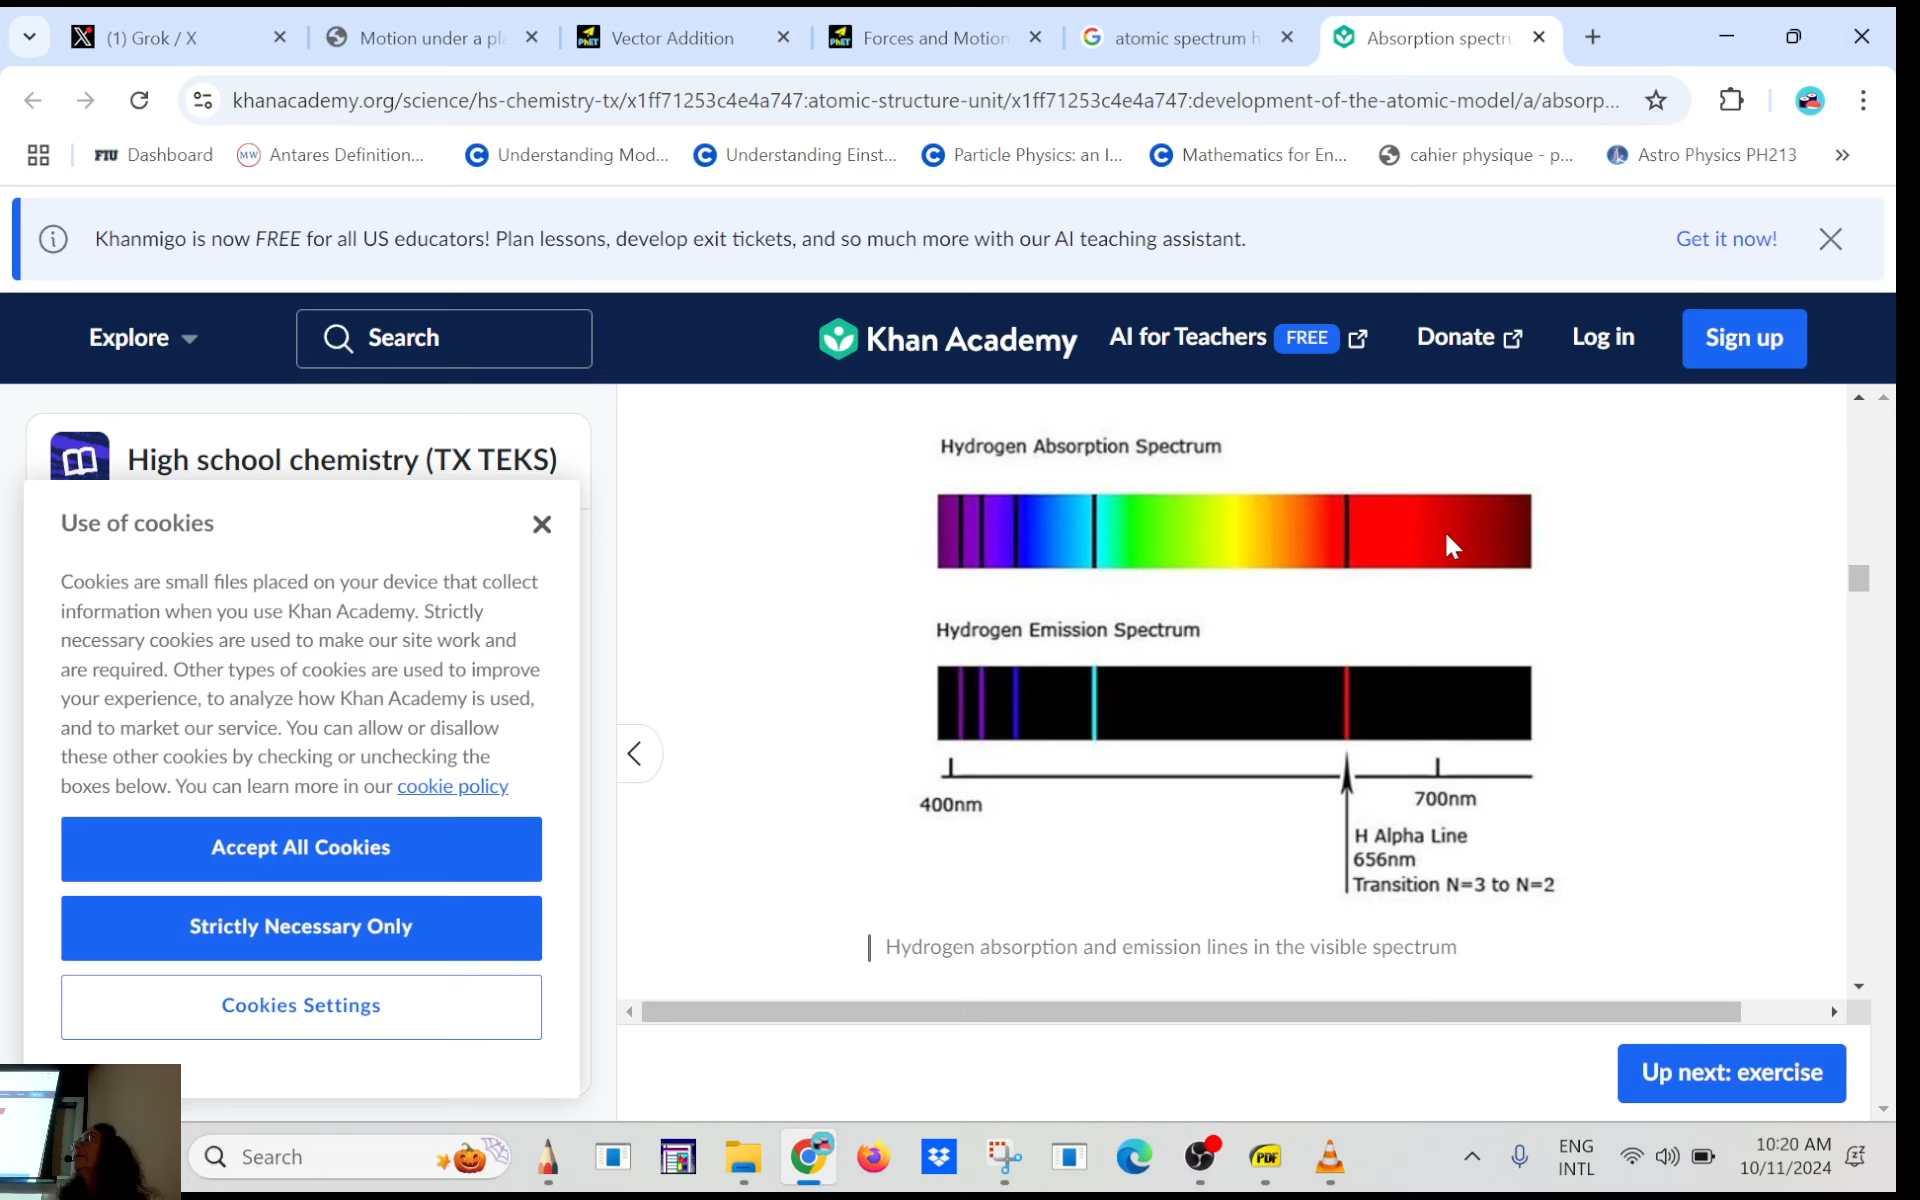 (1) Grok / X
Motion under a pl
Vector Addition
Forces and Motion
atomic spectrum h
Absorption spectru
khanacademy.org/science/hs-chemistry-tx/x1ff71253c4e4a747:atomic-structure-unit/x1ff71253c4e4a747:development-of-the-atomic-model/a/absorp...
FIU Dashboard
MW Antares Definition...
Understanding Mod...
Understanding Einst...
Particle Physics: an I...
Mathematics for En...
cahier physique - p...
Astro Physics PH213
Khanmigo is now FREE for all US educators! Plan lessons, develop exit tickets, and so much more with our AI teaching assistant.
Get it now!
Explore
Search
Khan Academy
AI for Teachers FREE
Donate
Log in
Sign up
High school chemistry (TX TEKS)
Use of cookies
Cookies are small files placed on your device that collect
information when you use Khan Academy. Strictly
necessary cookies are used to make our site work and
are required. Other types of cookies are used to improve
your experience, to analyze how Khan Academy is used,
and to market our service. You can allow or disallow
these other cookies by checking or unchecking the
boxes below. You can learn more in our cookie policy
Accept All Cookies
Strictly Necessary Only
Cookies Settings
Hydrogen Absorption Spectrum
Hydrogen Emission Spectrum
400nm
700nm
H Alpha Line
656nm
Transition N=3 to N=2
Hydrogen absorption and emission lines in the visible spectrum
Up next: exercise
Search
PDF
ENG
INTL
10:20 AM
10/11/2024